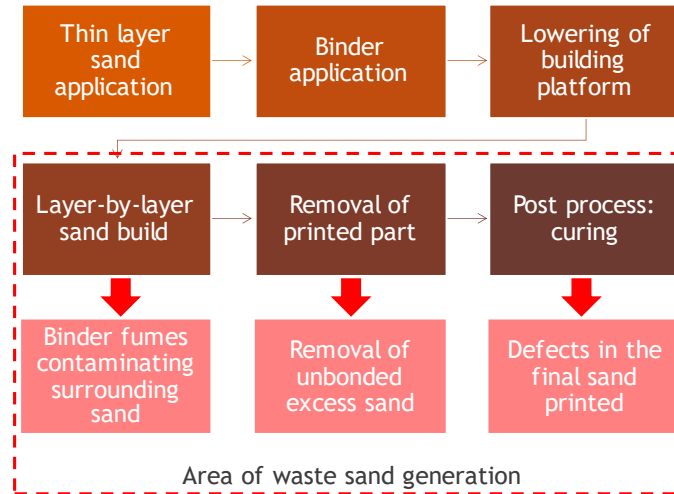 Thin layer
sand
application
Binder
application
Lowering of
building
platform
Layer-by-layer
sand build
Removal of
printed part
Post process:
curing
Binder fumes
contaminating
surrounding
sand
Removal of
unbonded
excess sand
Defects in the
final sand
printed
Area of waste sand generation